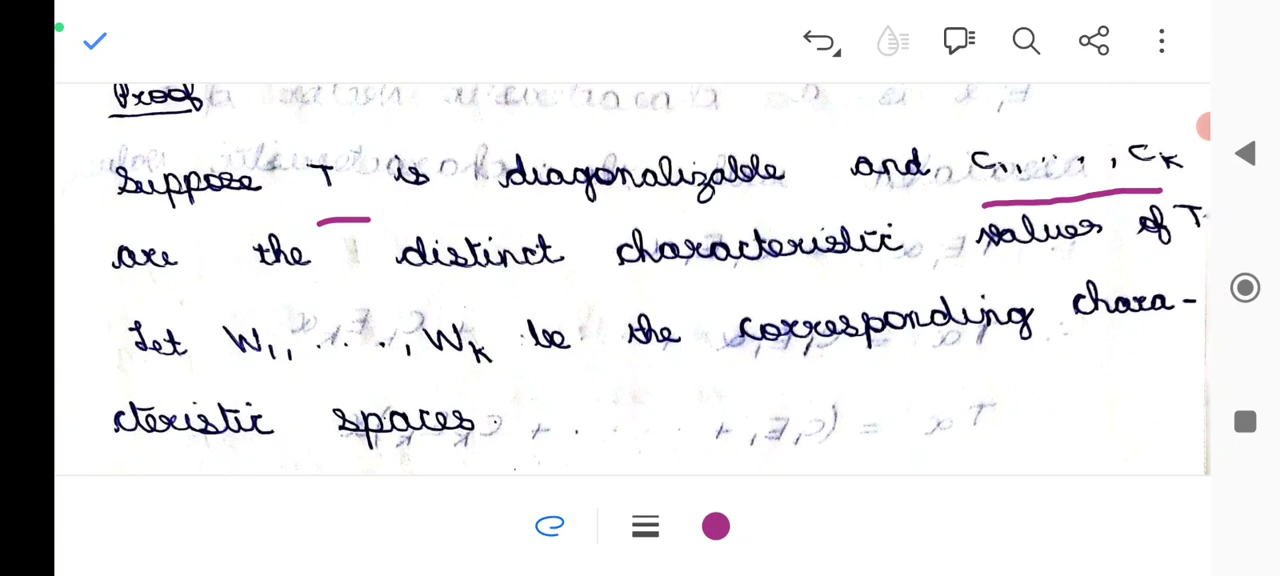 Proof
Suppose T is diagonalizable and c₁, ..., cₖ
are the distinct characteristic values of T
Let W₁, ...., Wₖ be the corresponding chara-
cteristic spaces.